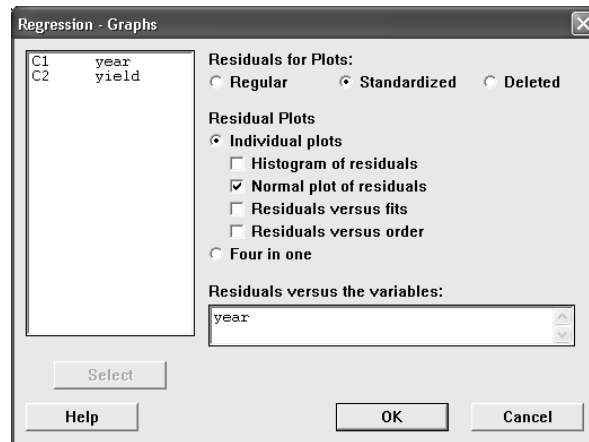 Regression - Graphs
C1 year
C2 yield
Residuals for Plots:
Regular Standardized Deleted
Residual Plots
Individual plots
Histogram of residuals
Normal plot of residuals
Residuals versus fits
Residuals versus order
Four in one
Residuals versus the variables:
year
Select
Help OK Cancel